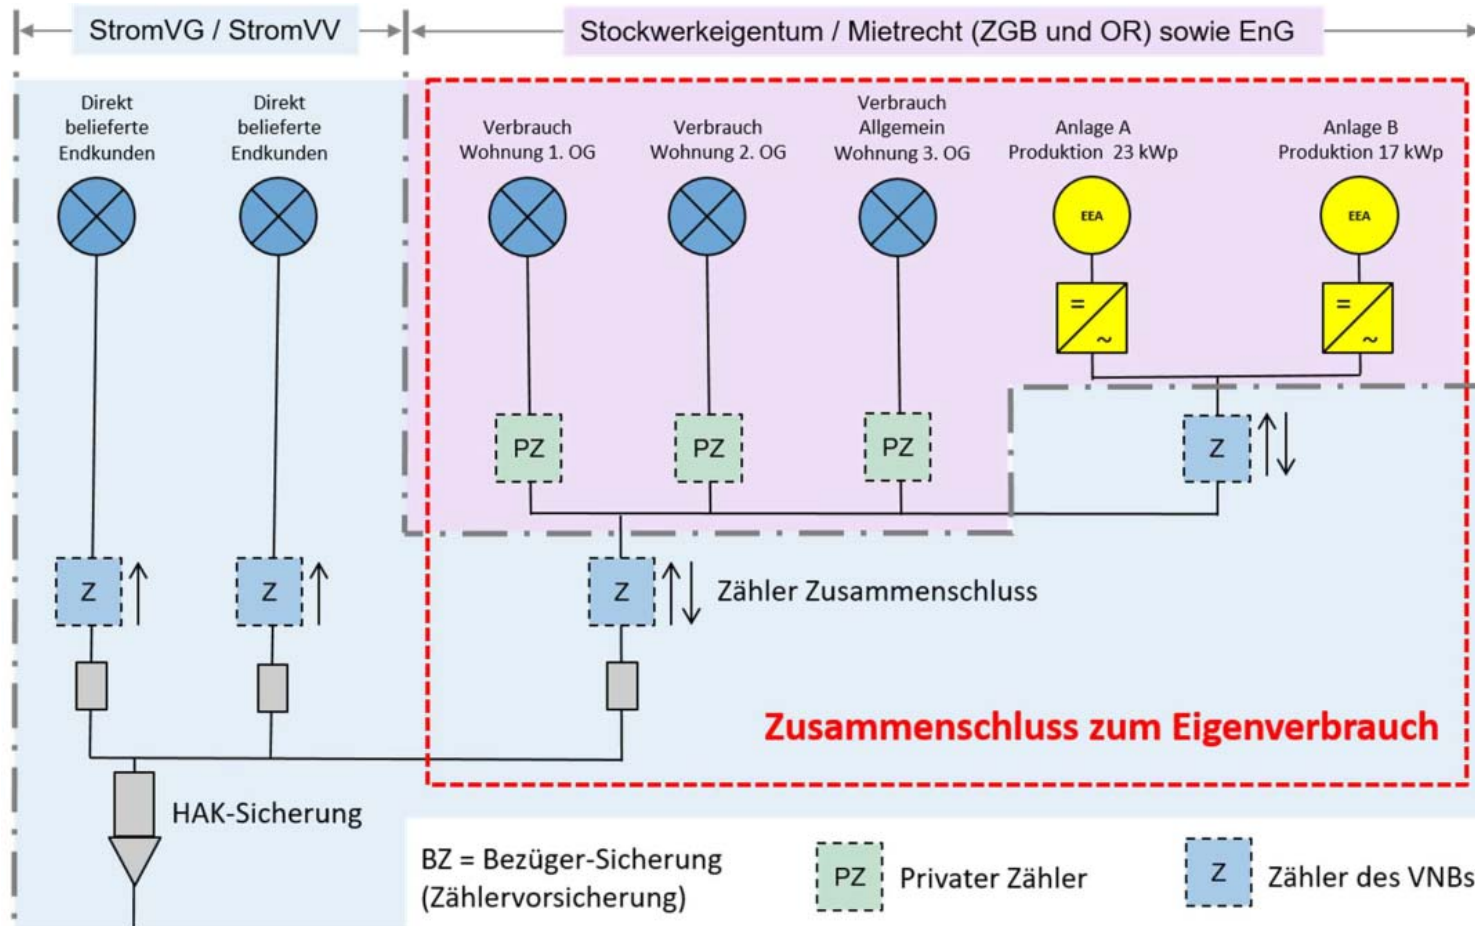 StromVG / StromVV
Stockwerkeigentum / Mietrecht (ZGB und OR) sowie EnG
Direkt
belieferte
Endkunden
Direkt
belieferte
Endkunden
Verbrauch
Wohnung 1. OG
Verbrauch
Wohnung 2. OG
Verbrauch
Allgemein
Wohnung 3. OG
Anlage A
Produktion 23 kWp
Anlage B
Produktion 17 kWp
EEA
EEA
=
~
=
~
PZ
PZ
PZ
Z
Z
Z
Z
Zähler Zusammenschluss
Zusammenschluss zum Eigenverbrauch
HAK-Sicherung
BZ = Bezüger-Sicherung
(Zählervorsicherung)
PZ
Privater Zähler
Z
Zähler des VNBs